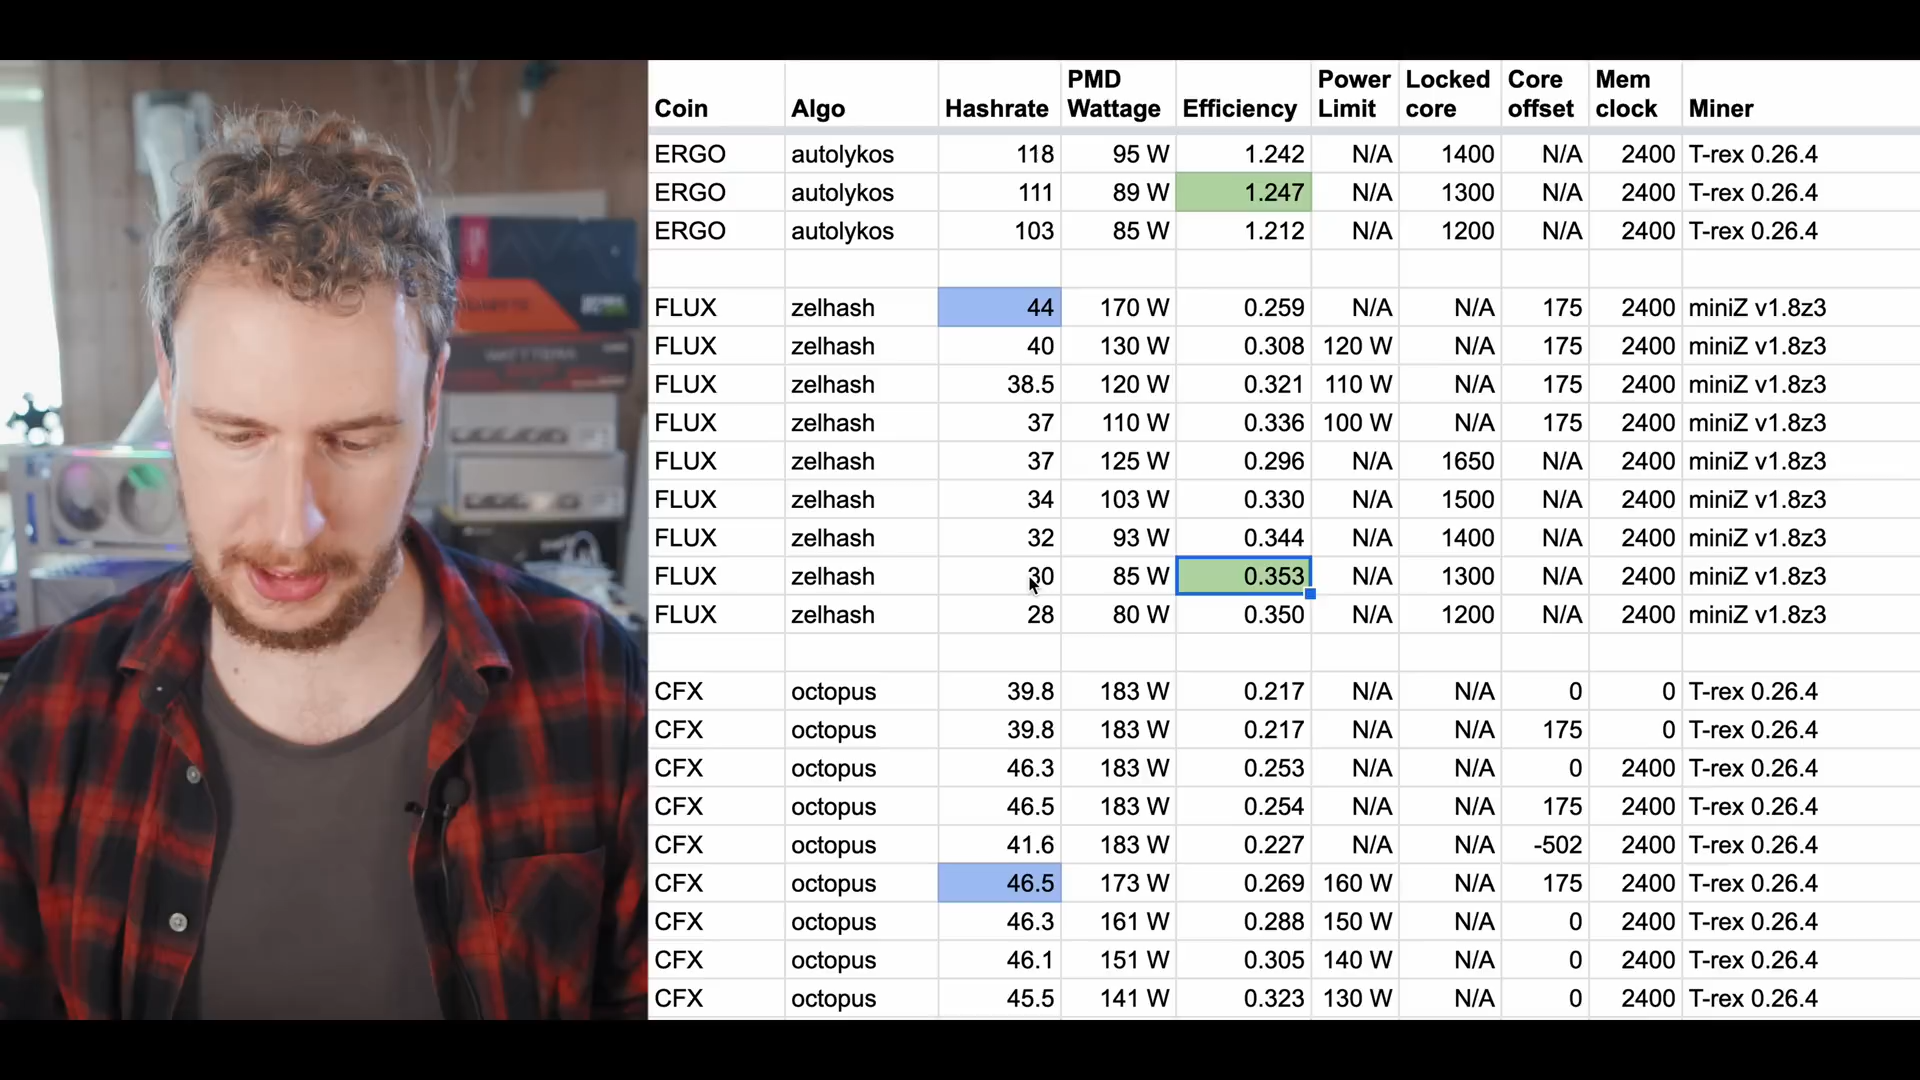 Coin Algo Hashrate PMD Wattage Efficiency Power Limit Locked core Core offset Mem clock Miner
ERGO autolykos 118 95 W 1.242 N/A 1400 N/A 2400 T-rex 0.26.4
ERGO autolykos 111 89 W 1.247 N/A 1300 N/A 2400 T-rex 0.26.4
ERGO autolykos 103 85 W 1.212 N/A 1200 N/A 2400 T-rex 0.26.4
FLUX zelhash 44 170 W 0.259 N/A N/A 175 2400 miniZ v1.8z3
FLUX zelhash 40 130 W 0.308 120 W N/A 175 2400 miniZ v1.8z3
FLUX zelhash 38.5 120 W 0.321 110 W N/A 175 2400 miniZ v1.8z3
FLUX zelhash 37 110 W 0.336 100 W N/A 175 2400 miniZ v1.8z3
FLUX zelhash 37 125 W 0.296 N/A 1650 N/A 2400 miniZ v1.8z3
FLUX zelhash 34 103 W 0.330 N/A 1500 N/A 2400 miniZ v1.8z3
FLUX zelhash 32 93 W 0.344 N/A 1400 N/A 2400 miniZ v1.8z3
FLUX zelhash 30 85 W 0.353 N/A 1300 N/A 2400 miniZ v1.8z3
FLUX zelhash 28 80 W 0.350 N/A 1200 N/A 2400 miniZ v1.8z3
CFX octopus 39.8 183 W 0.217 N/A N/A 0 0 T-rex 0.26.4
CFX octopus 39.8 183 W 0.217 N/A N/A 175 0 T-rex 0.26.4
CFX octopus 46.3 183 W 0.253 N/A N/A 0 2400 T-rex 0.26.4
CFX octopus 46.5 183 W 0.254 N/A N/A 175 2400 T-rex 0.26.4
CFX octopus 41.6 183 W 0.227 N/A N/A -502 2400 T-rex 0.26.4
CFX octopus 46.5 173 W 0.269 160 W N/A 175 2400 T-rex 0.26.4
CFX octopus 46.3 161 W 0.288 150 W N/A 0 2400 T-rex 0.26.4
CFX octopus 46.1 151 W 0.305 140 W N/A 0 2400 T-rex 0.26.4
CFX octopus 45.5 141 W 0.323 130 W N/A 0 2400 T-rex 0.26.4